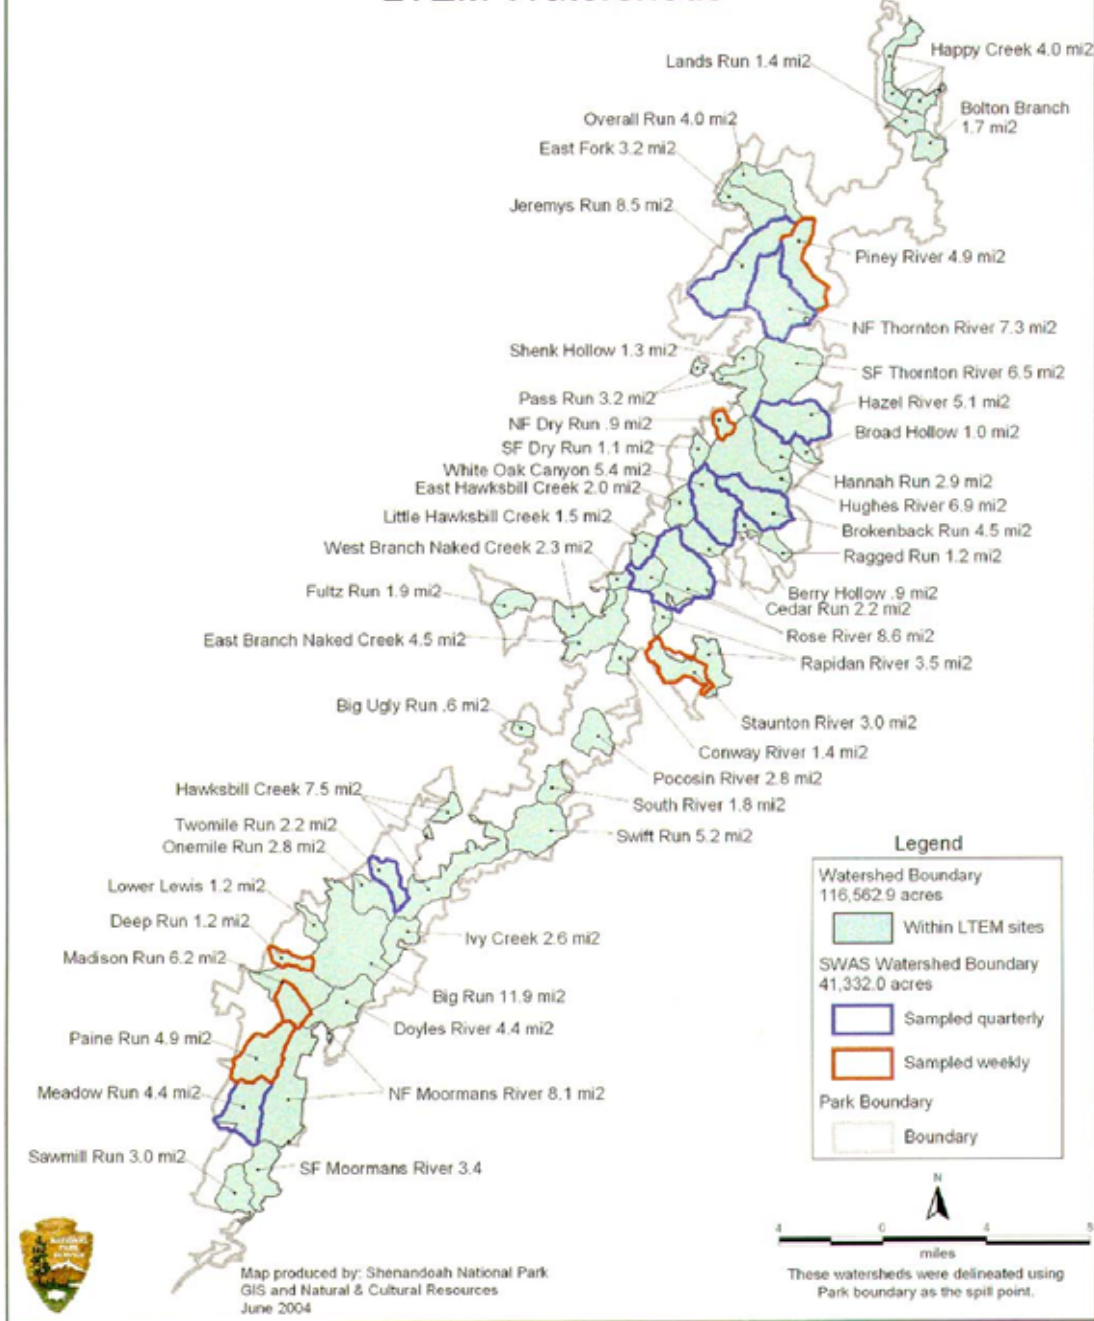 Happy Creek 4.0 mi2
Lands Run 1.4 mi2
Bolton Branch
1.7 mi2
Overall Run 4.0 mi2
East Fork 3.2 mi2
Jeremys Run 8.5 mi2
Piney River 4.9 mi2
NF Thornton River 7.3 mi2
Shenk Hollow 1.3 mi2
SF Thornton River 6.5 mi2
Pass Run 3.2 mi2
Hazel River 5.1 mi2
NF Dry Run .9 mi2
Broad Hollow 1.0 mi2
SF Dry Run 1.1 mi2
White Oak Canyon 5.4 mi2
Hannah Run 2.9 mi2
East Hawksbill Creek 2.0 mi2
Hughes River 6.9 mi2
Little Hawksbill Creek 1.5 mi2
Brokenback Run 4.5 mi2
West Branch Naked Creek 2.3 mi2
Ragged Run 1.2 mi2
Fultz Run 1.9 mi2
Berry Hollow .9 mi2
Cedar Run 2.2 mi2
East Branch Naked Creek 4.5 mi2
Rose River 8.6 mi2
Rapidan River 3.5 mi2
Big Ugly Run .6 mi2
Staunton River 3.0 mi2
Conway River 1.4 mi2
Pocosin River 2.8 mi2
Hawksbill Creek 7.5 mi2
South River 1.8 mi2
Twomile Run 2.2 mi2
Swift Run 5.2 mi2
Onemile Run 2.8 mi2
Lower Lewis 1.2 mi2
Deep Run 1.2 mi2
Ivy Creek 2.6 mi2
Madison Run 6.2 mi2
Big Run 11.9 mi2
Doyles River 4.4 mi2
Paine Run 4.9 mi2
Meadow Run 4.4 mi2
NF Moormans River 8.1 mi2
Sawmill Run 3.0 mi2
SF Moormans River 3.4
Legend
Watershed Boundary
116,562.9 acres
Within LTEM sites
SWAS Watershed Boundary
41,332.0 acres
Sampled quarterly
Sampled weekly
Park Boundary
Boundary
N
4 0 4
miles
These watersheds were delineated using
Park boundary as the spill point.
NATIONAL
PARK
SERVICE
Map produced by: Shenandoah National Park
GIS and Natural & Cultural Resources
June 2004